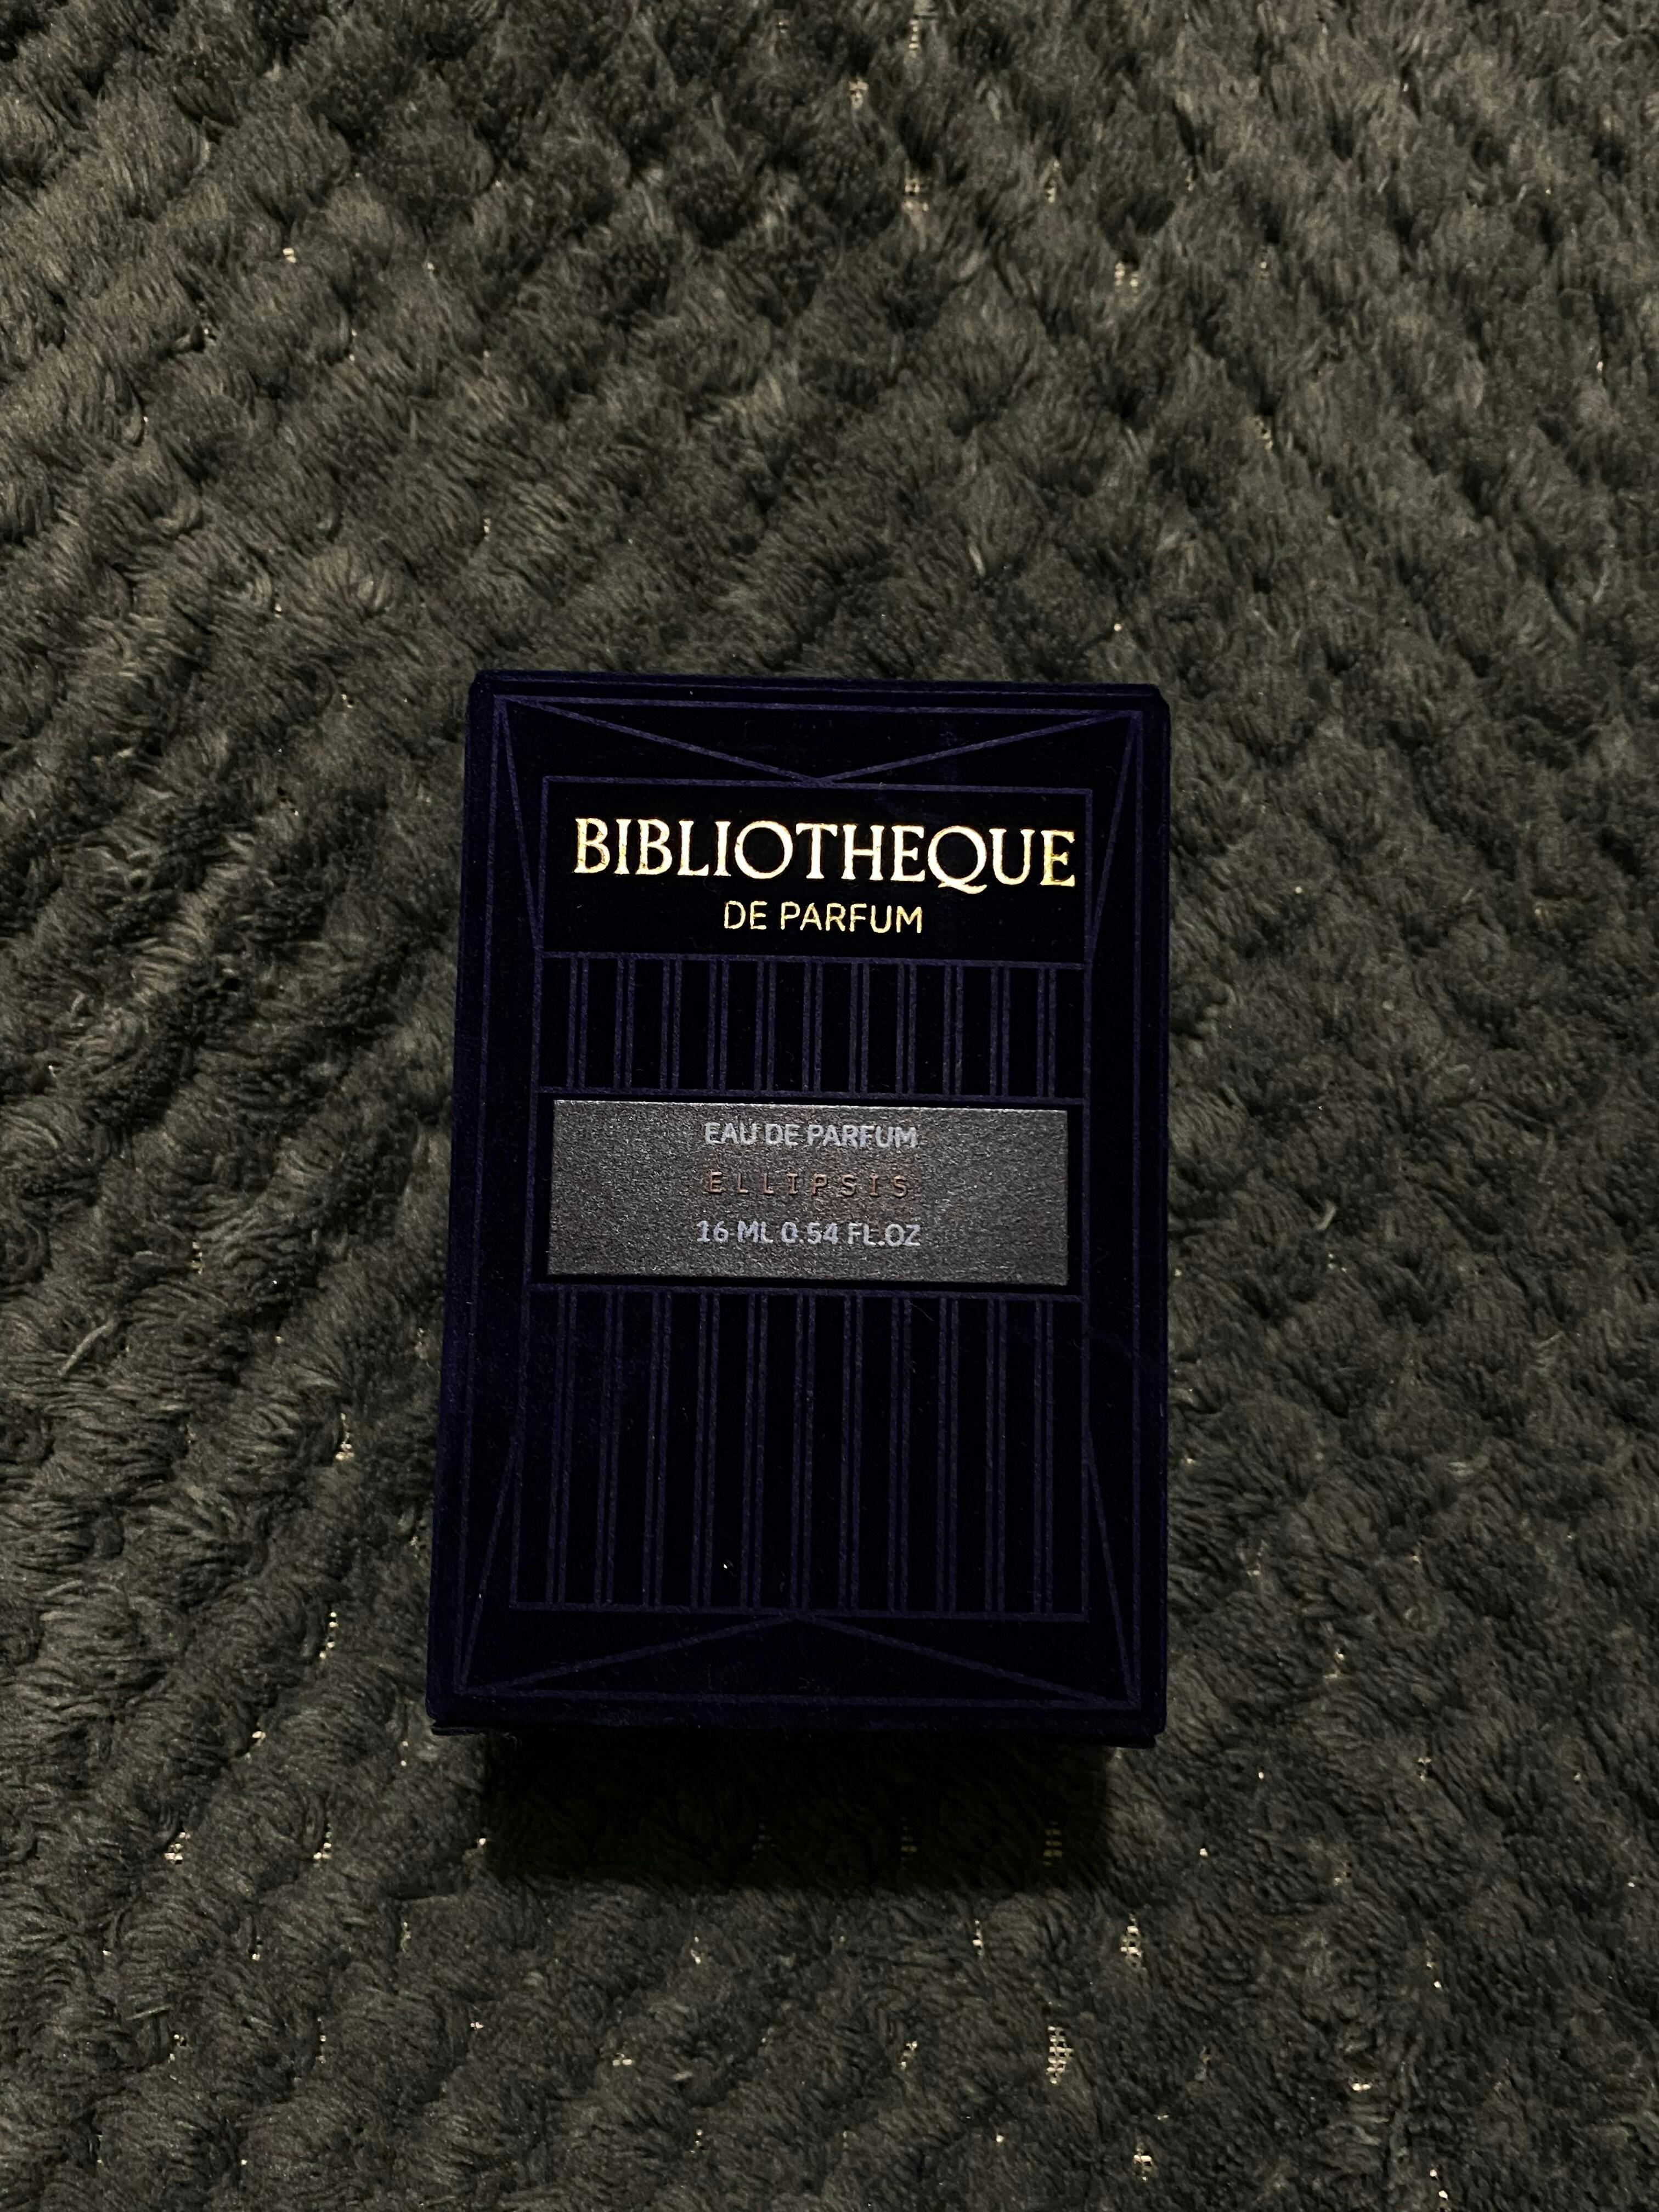 BIBLIOTHEQUE
DE PARFUM
EAU DE PARFUM
ELLIPSIS
16 ML 0.54 FL.OZ